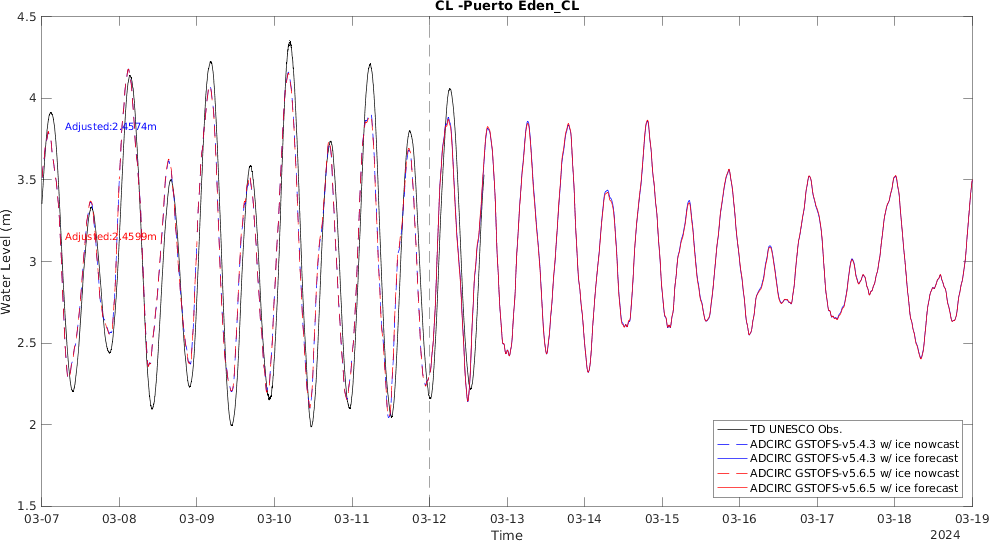 CL -Puerto Eden_CL
4.5
4
3.5
3
2.5
2
1.5
Water Level (m)
Adjusted:2.4574m
Adjusted:2.4599m
TD UNESCO Obs.
ADCIRC GSTOFS-v5.4.3 w/ ice nowcast
ADCIRC GSTOFS-v5.4.3 w/ ice forecast
ADCIRC GSTOFS-v5.6.5 w/ ice nowcast
ADCIRC GSTOFS-v5.6.5 w/ ice forecast
03-07 03-08 03-09 03-10 03-11 03-12 03-13 03-14 03-15 03-16 03-17 03-18 03-19
Time
2024